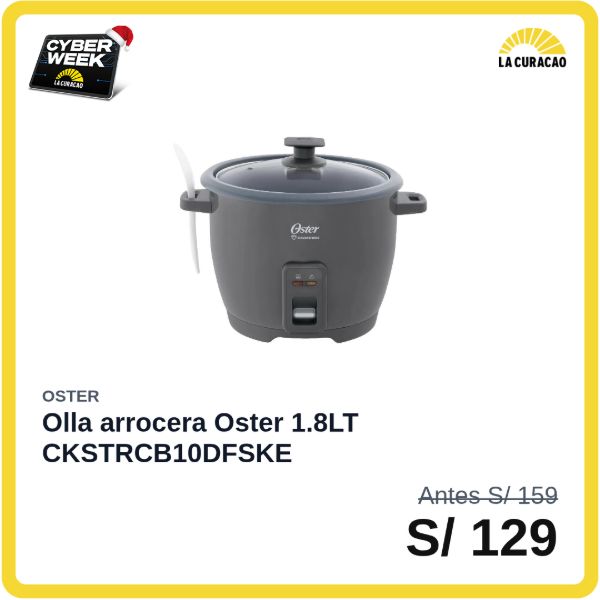 CYBER
WEEK
LA CURACAO
LA CURACAO
Oster
OSTER
Olla arrocera Oster 1.8LT
CKSTRCB10DFSKE
Antes S/ 159
S/ 129